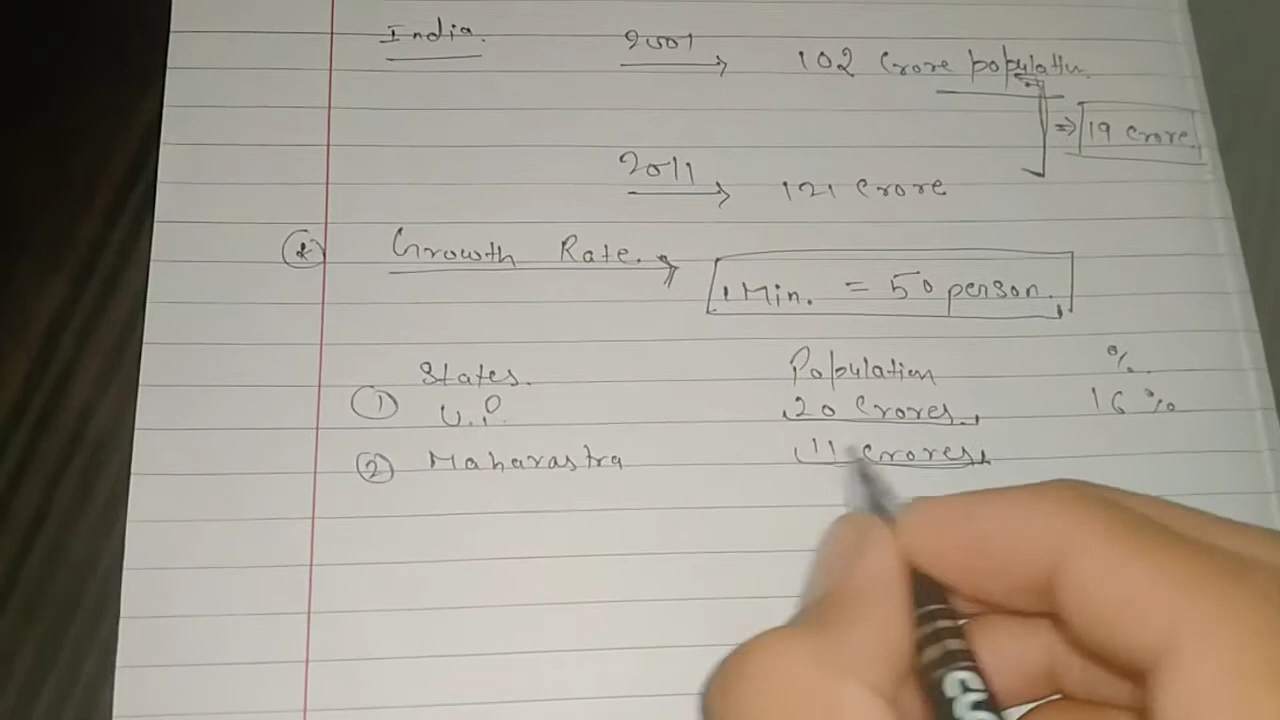 India. 2001 102 Crore population
⇒ 19 Crore
2011 121 Crore
* Growth Rate.
1 Min. = 50 person.
States. Population %
① U.P. 20 Crores. 16 %
② Maharastra 11 Crores.